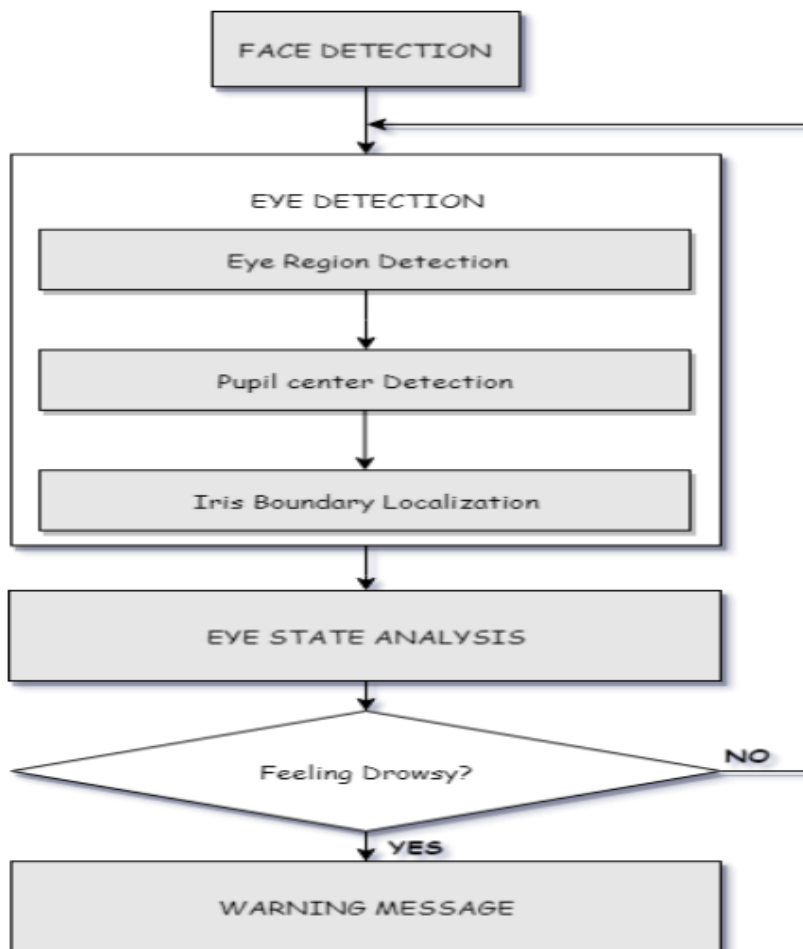 FACE DETECTION
EYE DETECTION
Eye Region Detection
Pupil center Detection
Iris Boundary Localization
EYE STATE ANALYSIS
Feeling Drowsy?
NO
YES
WARNING MESSAGE